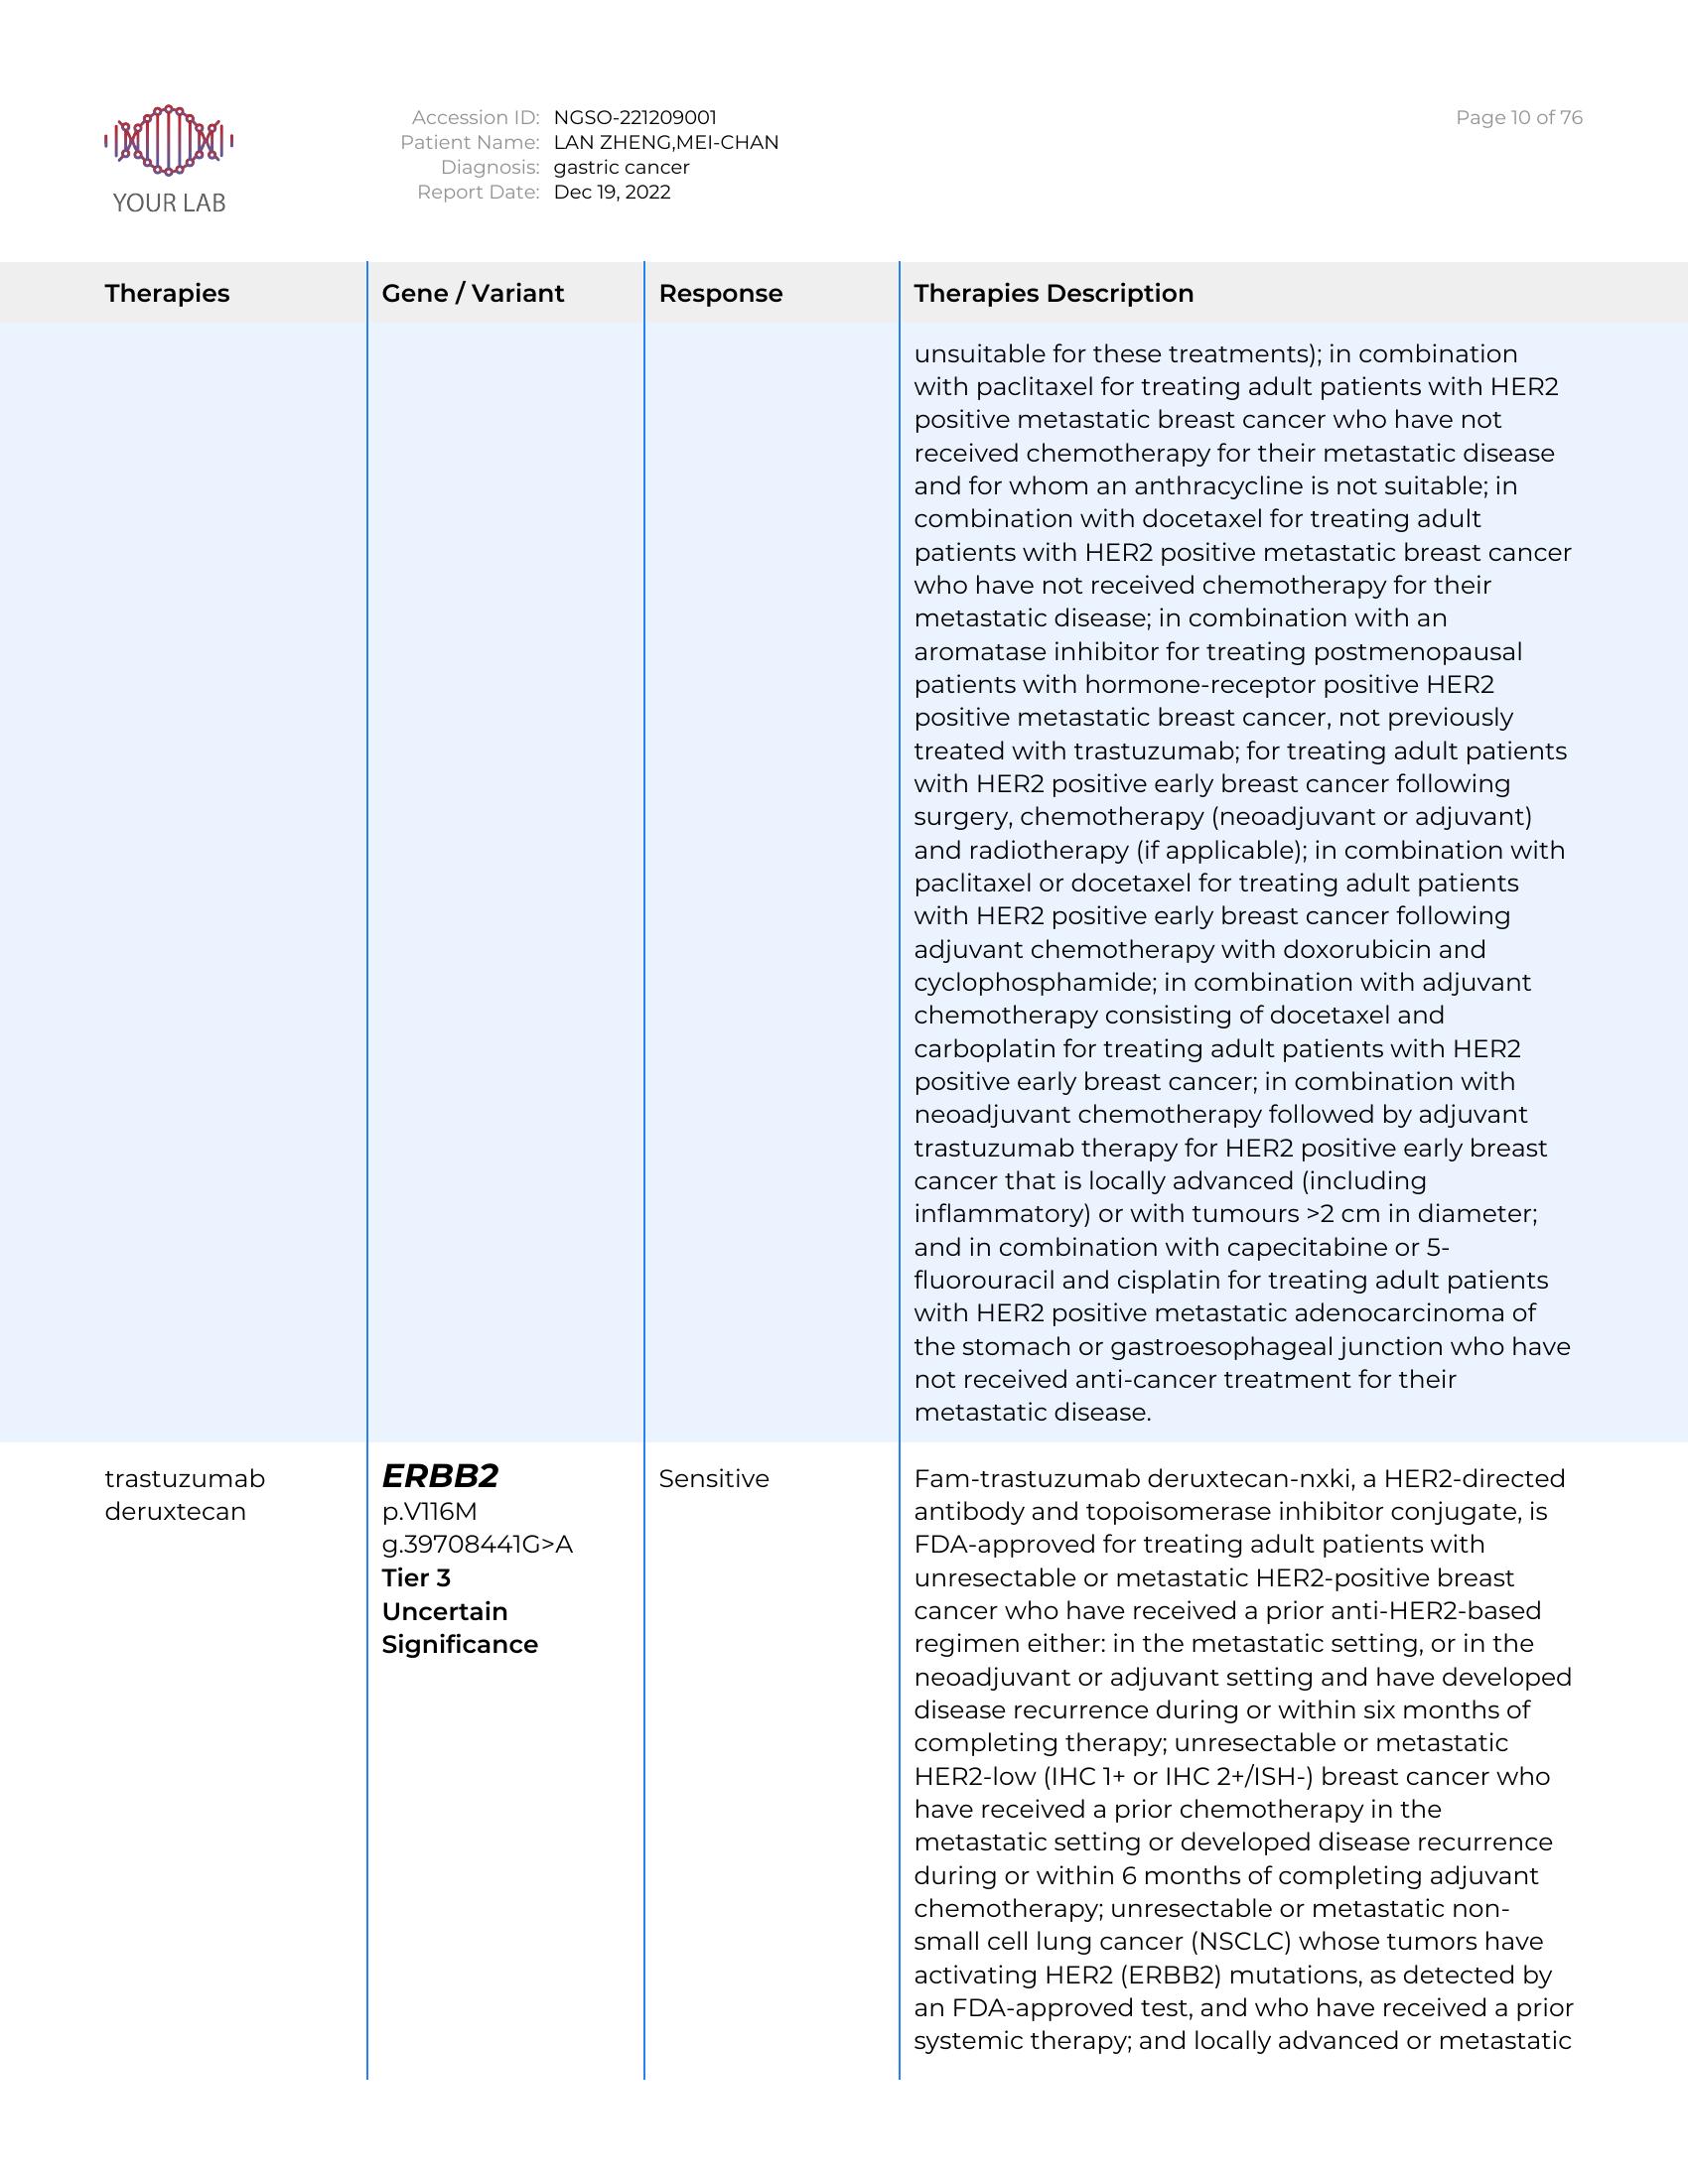 YOUR LAB
Accession ID: NGSO-221209001
Patient Name: LAN ZHENG,MEI-CHAN
Diagnosis: gastric cancer
Report Date: Dec 19, 2022
Page 10 of 76
Therapies Gene / Variant Response Therapies Description
unsuitable for these treatments); in combination
with paclitaxel for treating adult patients with HER2
positive metastatic breast cancer who have not
received chemotherapy for their metastatic disease
and for whom an anthracycline is not suitable; in
combination with docetaxel for treating adult
patients with HER2 positive metastatic breast cancer
who have not received chemotherapy for their
metastatic disease; in combination with an
aromatase inhibitor for treating postmenopausal
patients with hormone-receptor positive HER2
positive metastatic breast cancer, not previously
treated with trastuzumab; for treating adult patients
with HER2 positive early breast cancer following
surgery, chemotherapy (neoadjuvant or adjuvant)
and radiotherapy (if applicable); in combination with
paclitaxel or docetaxel for treating adult patients
with HER2 positive early breast cancer following
adjuvant chemotherapy with doxorubicin and
cyclophosphamide; in combination with adjuvant
chemotherapy consisting of docetaxel and
carboplatin for treating adult patients with HER2
positive early breast cancer; in combination with
neoadjuvant chemotherapy followed by adjuvant
trastuzumab therapy for HER2 positive early breast
cancer that is locally advanced (including
inflammatory) or with tumours >2 cm in diameter;
and in combination with capecitabine or 5-
fluorouracil and cisplatin for treating adult patients
with HER2 positive metastatic adenocarcinoma of
the stomach or gastroesophageal junction who have
not received anti-cancer treatment for their
metastatic disease.
trastuzumab
deruxtecan
ERBB2
p.V116M
g.39708441G>A
Tier 3
Uncertain
Significance
Sensitive
Fam-trastuzumab deruxtecan-nxki, a HER2-directed
antibody and topoisomerase inhibitor conjugate, is
FDA-approved for treating adult patients with
unresectable or metastatic HER2-positive breast
cancer who have received a prior anti-HER2-based
regimen either: in the metastatic setting, or in the
neoadjuvant or adjuvant setting and have developed
disease recurrence during or within six months of
completing therapy; unresectable or metastatic
HER2-low (IHC 1+ or IHC 2+/ISH-) breast cancer who
have received a prior chemotherapy in the
metastatic setting or developed disease recurrence
during or within 6 months of completing adjuvant
chemotherapy; unresectable or metastatic non-
small cell lung cancer (NSCLC) whose tumors have
activating HER2 (ERBB2) mutations, as detected by
an FDA-approved test, and who have received a prior
systemic therapy; and locally advanced or metastatic